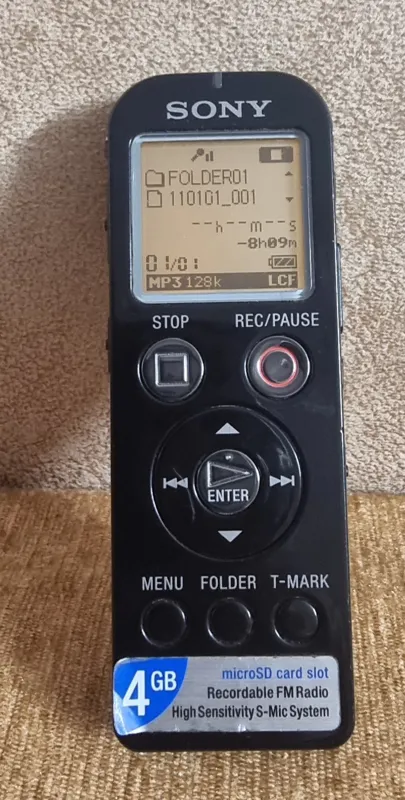 SONY
FOLDER01
110101_001
--h--m--s
-8h09m
01/01
MP3 128k LCF
STOP REC/PAUSE
ENTER
MENU FOLDER T-MARK
4GB
microSD card slot
Recordable FM Radio
High Sensitivity S-Mic System